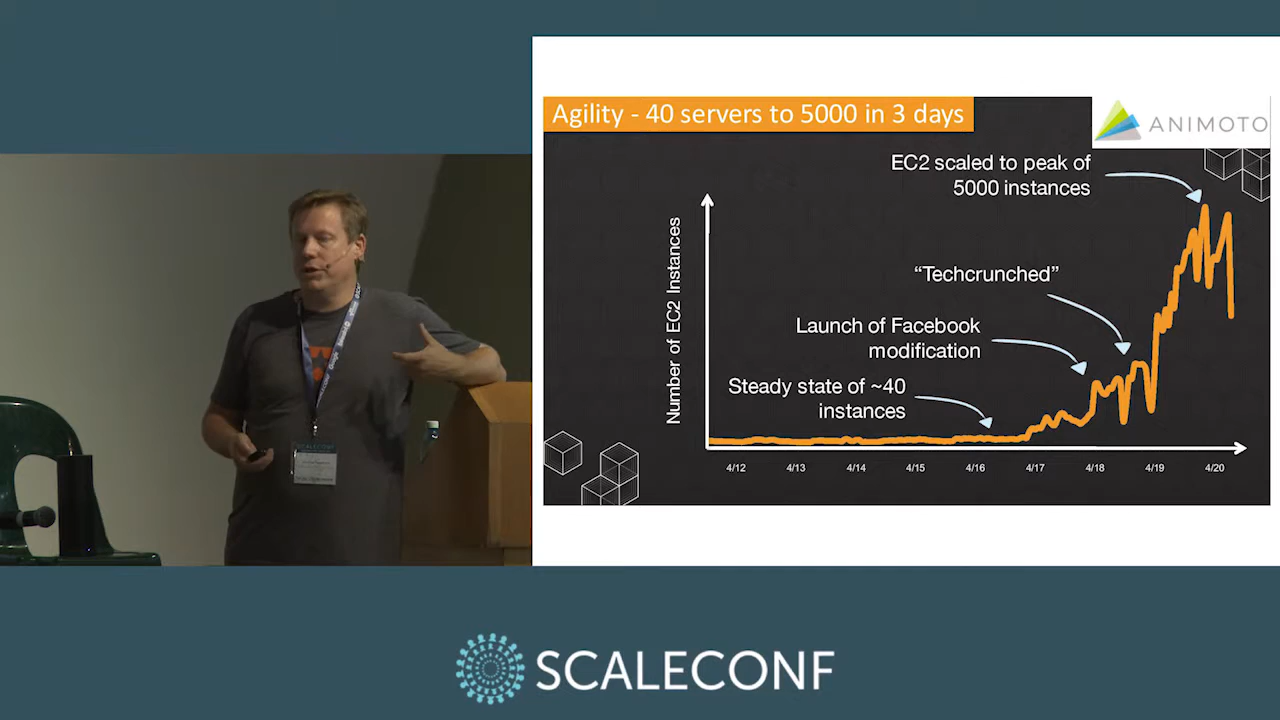 Agility - 40 servers to 5000 in 3 days
ANIMOTO
EC2 scaled to peak of
5000 instances
“Techcrunched”
Launch of Facebook
modification
Steady state of ~40
instances
Number of EC2 Instances
4/12 4/13 4/14 4/15 4/16 4/17 4/18 4/19 4/20
SCALECONF
SCALECONF